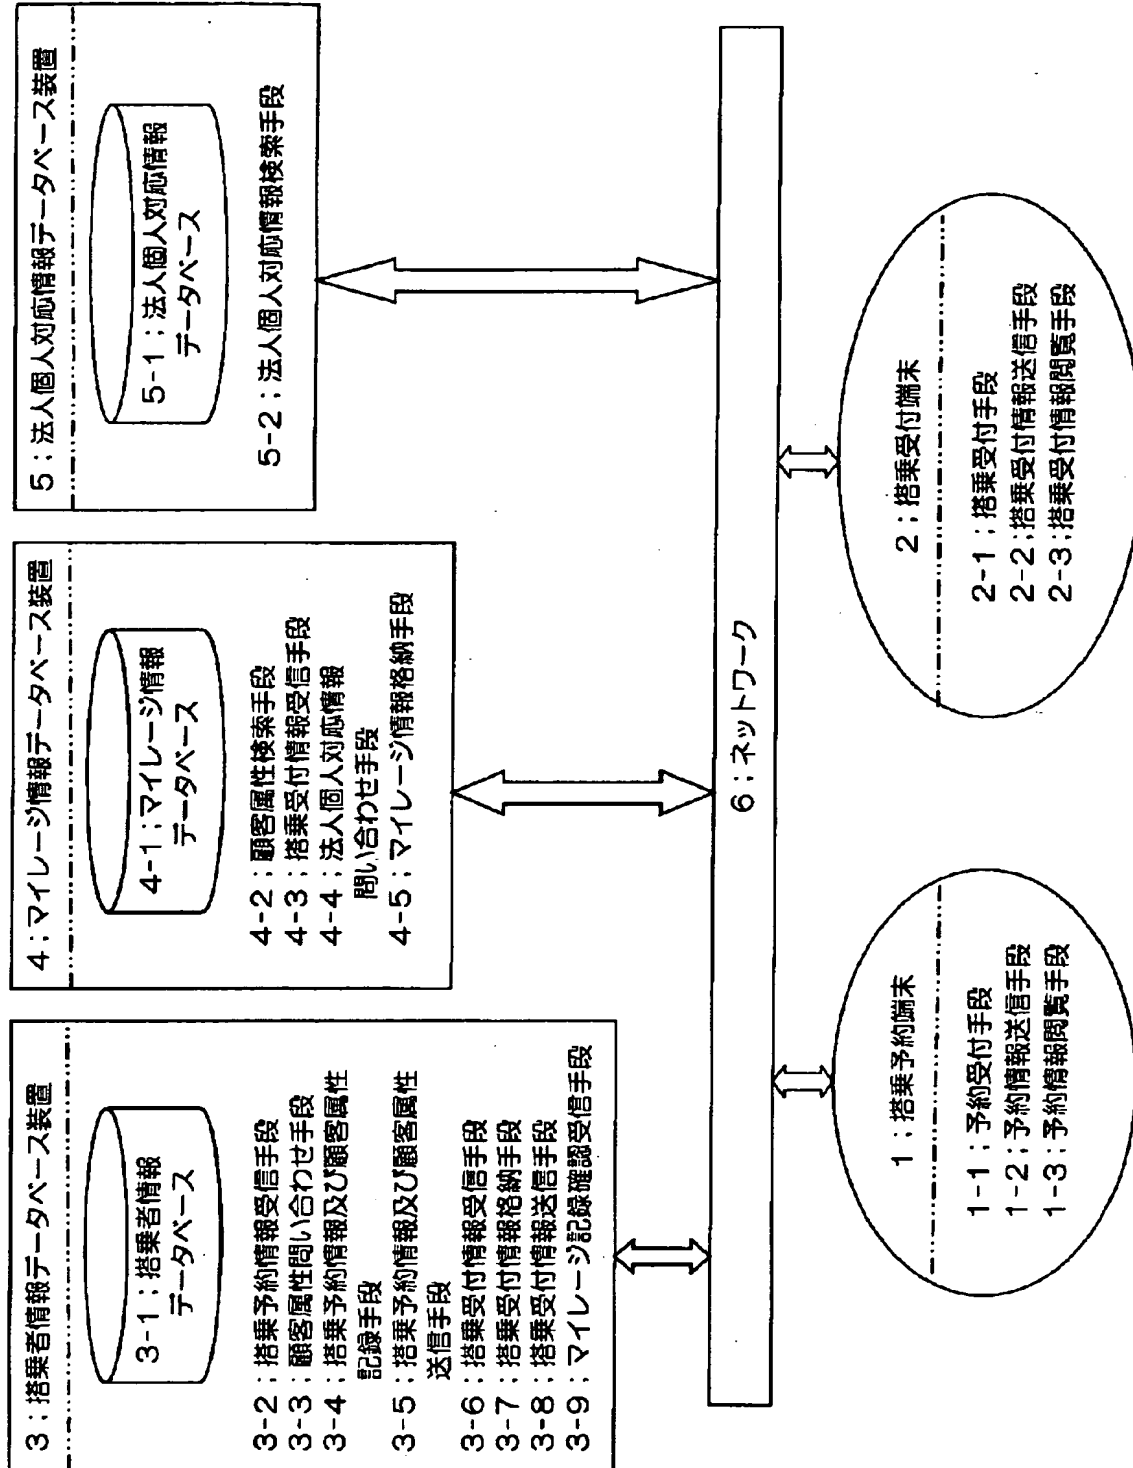 3；搭乗者情報データベース装置
3-1；搭乗者情報
データベース
3-2；搭乗予約情報受信手段
3-3；顧客属性問い合わせ手段
3-4；搭乗予約情報及び顧客属性
記録手段
3-5；搭乗予約情報及び顧客属性
送信手段
3-6；搭乗受付情報受信手段
3-7；搭乗受付情報格納手段
3-8；搭乗受付情報送信手段
3-9；マイレージ記録確認受信手段
4；マイレージ情報データベース装置
4-1；マイレージ情報
データベース
4-2；顧客属性検索手段
4-3；搭乗受付情報受信手段
4-4；法人個人対応情報
問い合わせ手段
4-5；マイレージ情報格納手段
5；法人個人対応情報データベース装置
5-1；法人個人対応情報
データベース
5-2；法人個人対応情報検索手段
6；ネットワーク
1；搭乗予約端末
1-1；予約受付手段
1-2；予約情報送信手段
1-3；予約情報閲覧手段
2；搭乗受付端末
2-1；搭乗受付手段
2-2；搭乗受付情報送信手段
2-3；搭乗受付情報閲覧手段